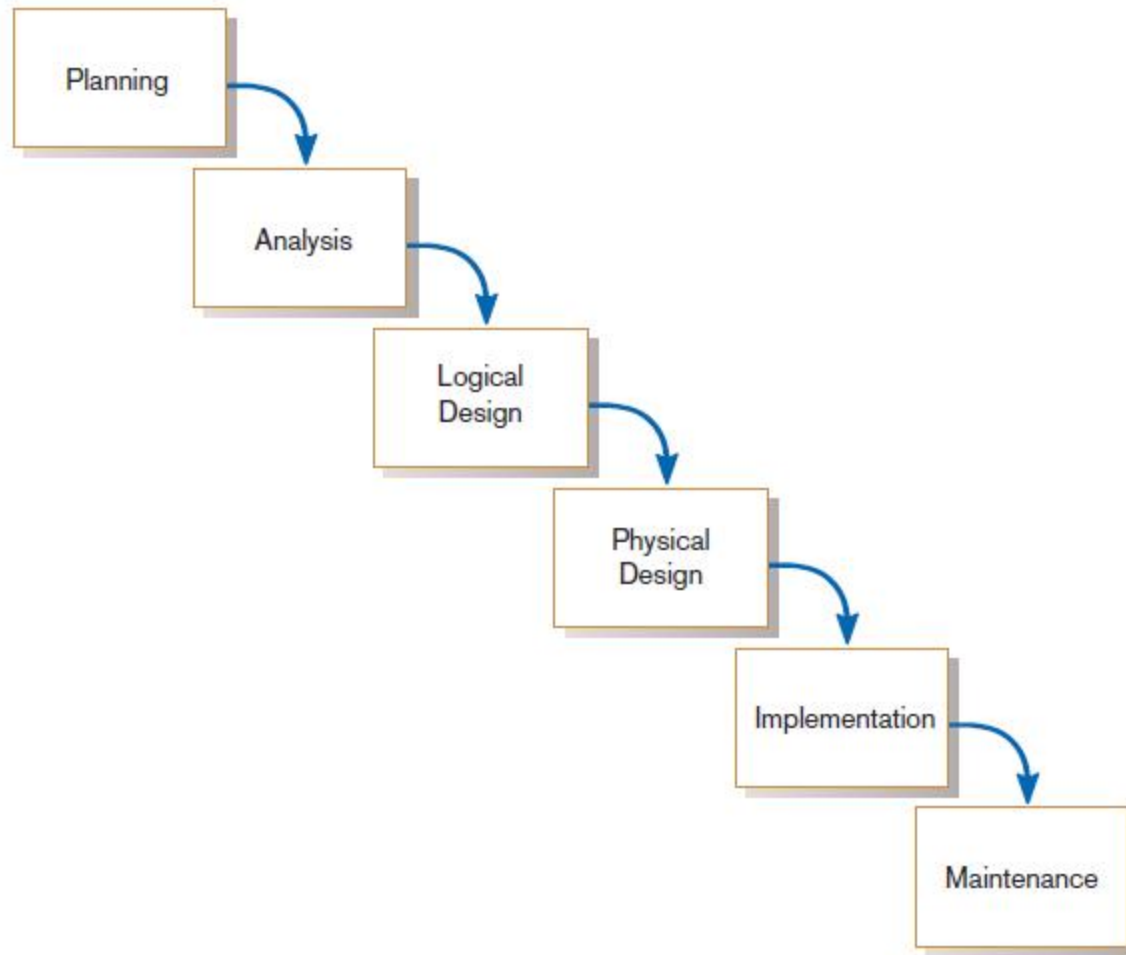 Planning
Analysis
Logical
Design
Physical
Design
Implementation
Maintenance